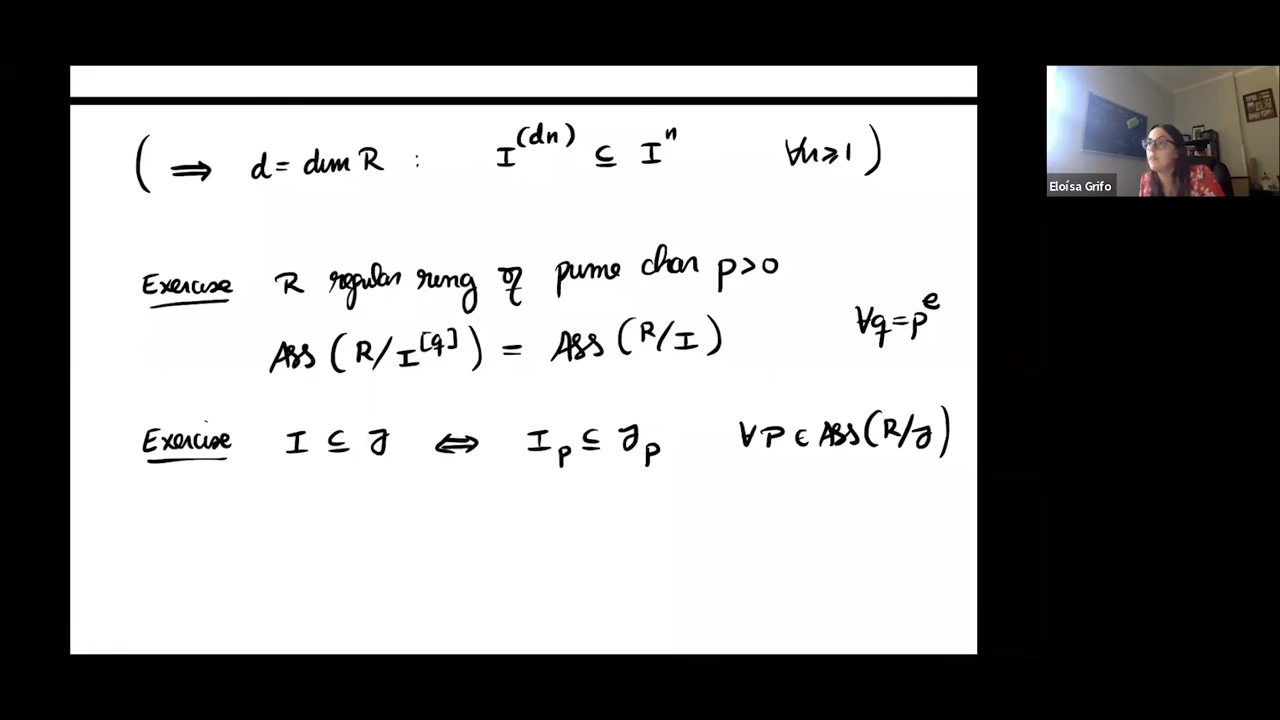 ( ⟹ d = dim R : I^(dn) ⊆ I^n ∀n≥1 )
Eloísa Grifo
Exercise R regular ring of prime char p>0
∀q=p^e
Ass (R/I^[q]) = Ass (R/I)
Exercise I ⊆ J ⟺ I_P ⊆ J_P ∀P ∈ Ass(R/J)